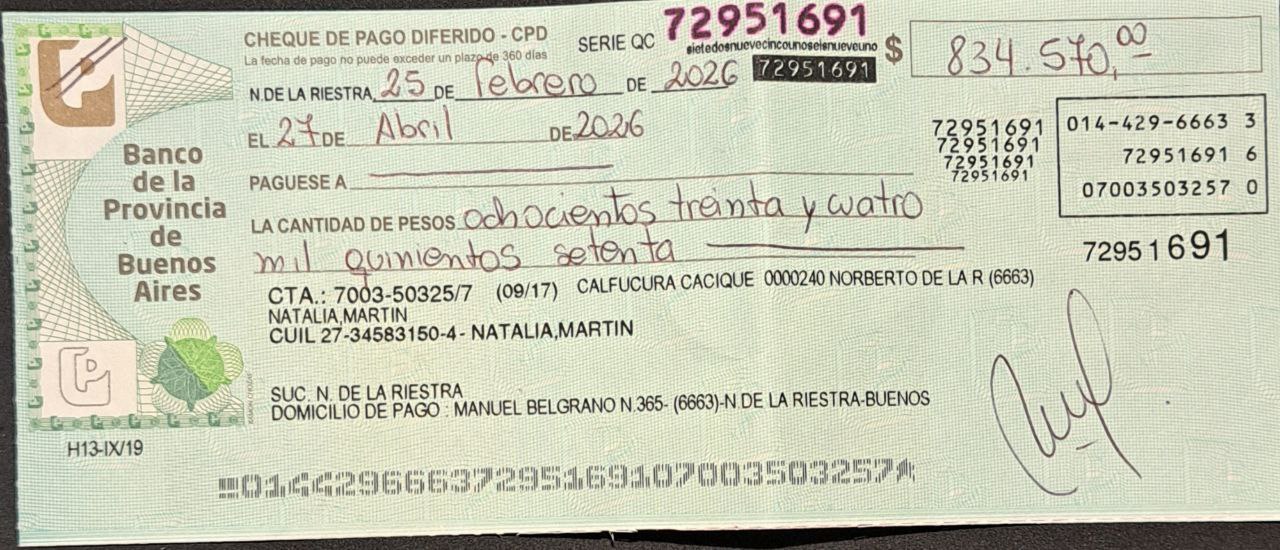 CHEQUE DE PAGO DIFERIDO - CPD
La fecha de pago no puede exceder un plazo de 360 días
SERIE QC 72951691
sietedosnuevecincounoseisnueveuno
72951691
$ 834.570,00
N.DE LA RIESTRA, 25 DE febrero DE 2026
EL 27 DE Abril DE 2026
72951691
72951691
72951691
72951691
014-429-6663 3
72951691 6
07003503257 0
72951691
PAGUESE A
LA CANTIDAD DE PESOS ochocientos treinta y cuatro
mil quinientos setenta
Banco
de la
Provincia
de
Buenos
Aires
CTA.: 7003-50325/7 (09/17) CALFUCURA CACIQUE 0000240 NORBERTO DE LA R (6663)
NATALIA,MARTIN
CUIL 27-34583150-4- NATALIA,MARTIN
SUC. N. DE LA RIESTRA
DOMICILIO DE PAGO : MANUEL BELGRANO N.365- (6663)-N.DE LA RIESTRA-BUENOS
H13-IX/19
01442966637295169107003503257